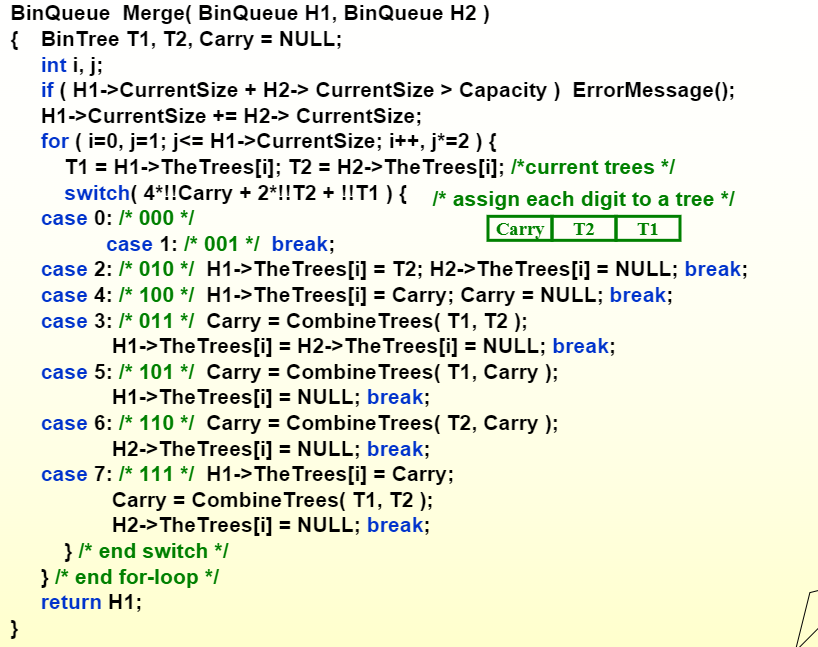 BinQueue  Merge( BinQueue H1, BinQueue H2 )
{   BinTree T1, T2, Carry = NULL;
int i, j;
if ( H1->CurrentSize + H2-> CurrentSize > Capacity )  ErrorMessage();
H1->CurrentSize += H2-> CurrentSize;
for ( i=0, j=1; j<= H1->CurrentSize; i++, j*=2 ) {
T1 = H1->TheTrees[i]; T2 = H2->TheTrees[i]; /*current trees */
switch( 4*!!Carry + 2*!!T2 + !!T1 ) {   /* assign each digit to a tree */
Carry T2 T1
case 0: /* 000 */
case 1: /* 001 */  break;
case 2: /* 010 */  H1->TheTrees[i] = T2; H2->TheTrees[i] = NULL; break;
case 4: /* 100 */  H1->TheTrees[i] = Carry; Carry = NULL; break;
case 3: /* 011 */  Carry = CombineTrees( T1, T2 );
H1->TheTrees[i] = H2->TheTrees[i] = NULL; break;
case 5: /* 101 */  Carry = CombineTrees( T1, Carry );
H1->TheTrees[i] = NULL; break;
case 6: /* 110 */  Carry = CombineTrees( T2, Carry );
H2->TheTrees[i] = NULL; break;
case 7: /* 111 */  H1->TheTrees[i] = Carry;
Carry = CombineTrees( T1, T2 );
H2->TheTrees[i] = NULL; break;
} /* end switch */
} /* end for-loop */
return H1;
}